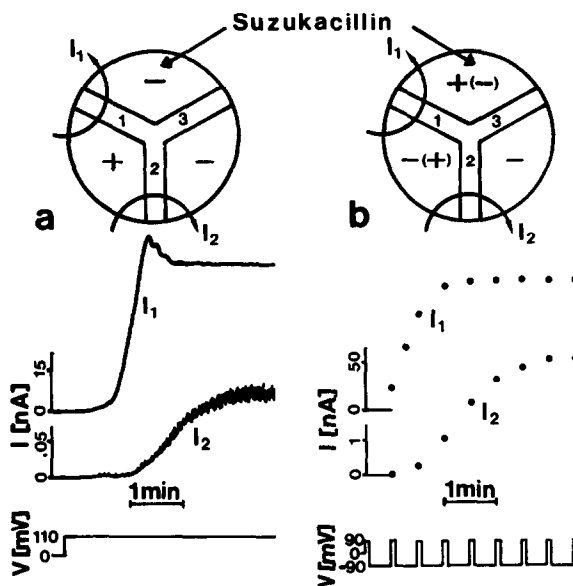 Suzukacillin
I₁
−
1
3
+
2
−
I₂
a
I₁
+(−)
1
3
−(+)
2
−
I₂
b
I [nA]
15
0
I₁
.05
0
I₂
1min
V [mV]
110
0
I [nA]
50
0
I₁
1
0
I₂
1min
V [mV]
90
0
-90